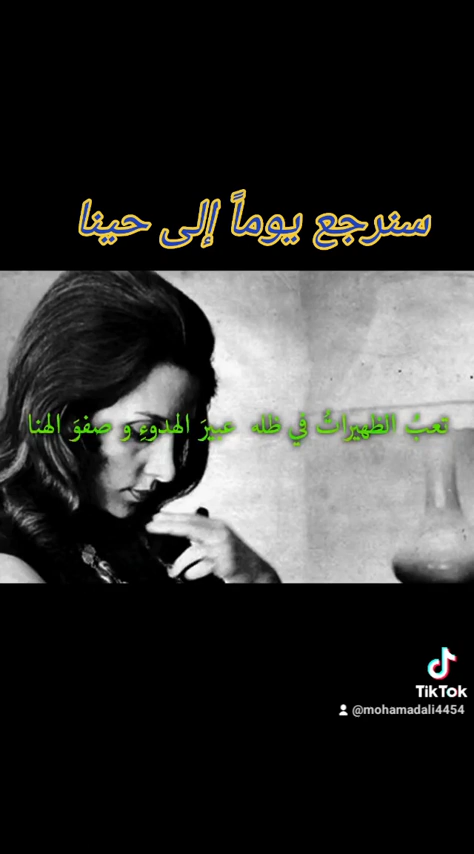 سنرجع يوماً إلى حينا
تعبُ الظهيراتُ في ظله عبيرَ الهدوءِ و صفوَ الهنا
TikTok
@mohamadali4454